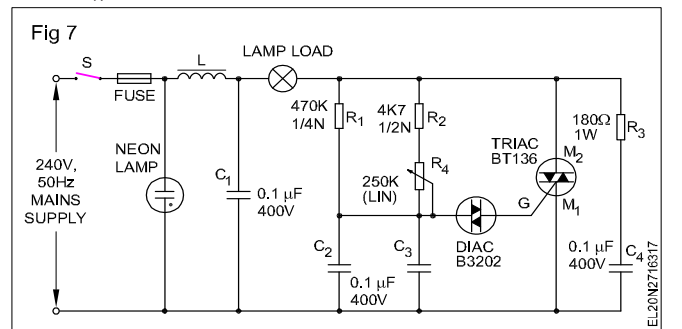 Fig 7
S
FUSE
L
LAMP LOAD
240V,
50Hz
MAINS
SUPPLY
NEON
LAMP
C1
0.1 µF
400V
470K
1/4N
R1
4K7
1/2N
R2
250K
(LIN)
R4
C2
0.1 µF
400V
C3
DIAC
B3202
G
TRIAC
BT136
M2
M1
180Ω
1W
R3
0.1 µF
400V
C4
EL20N2716317